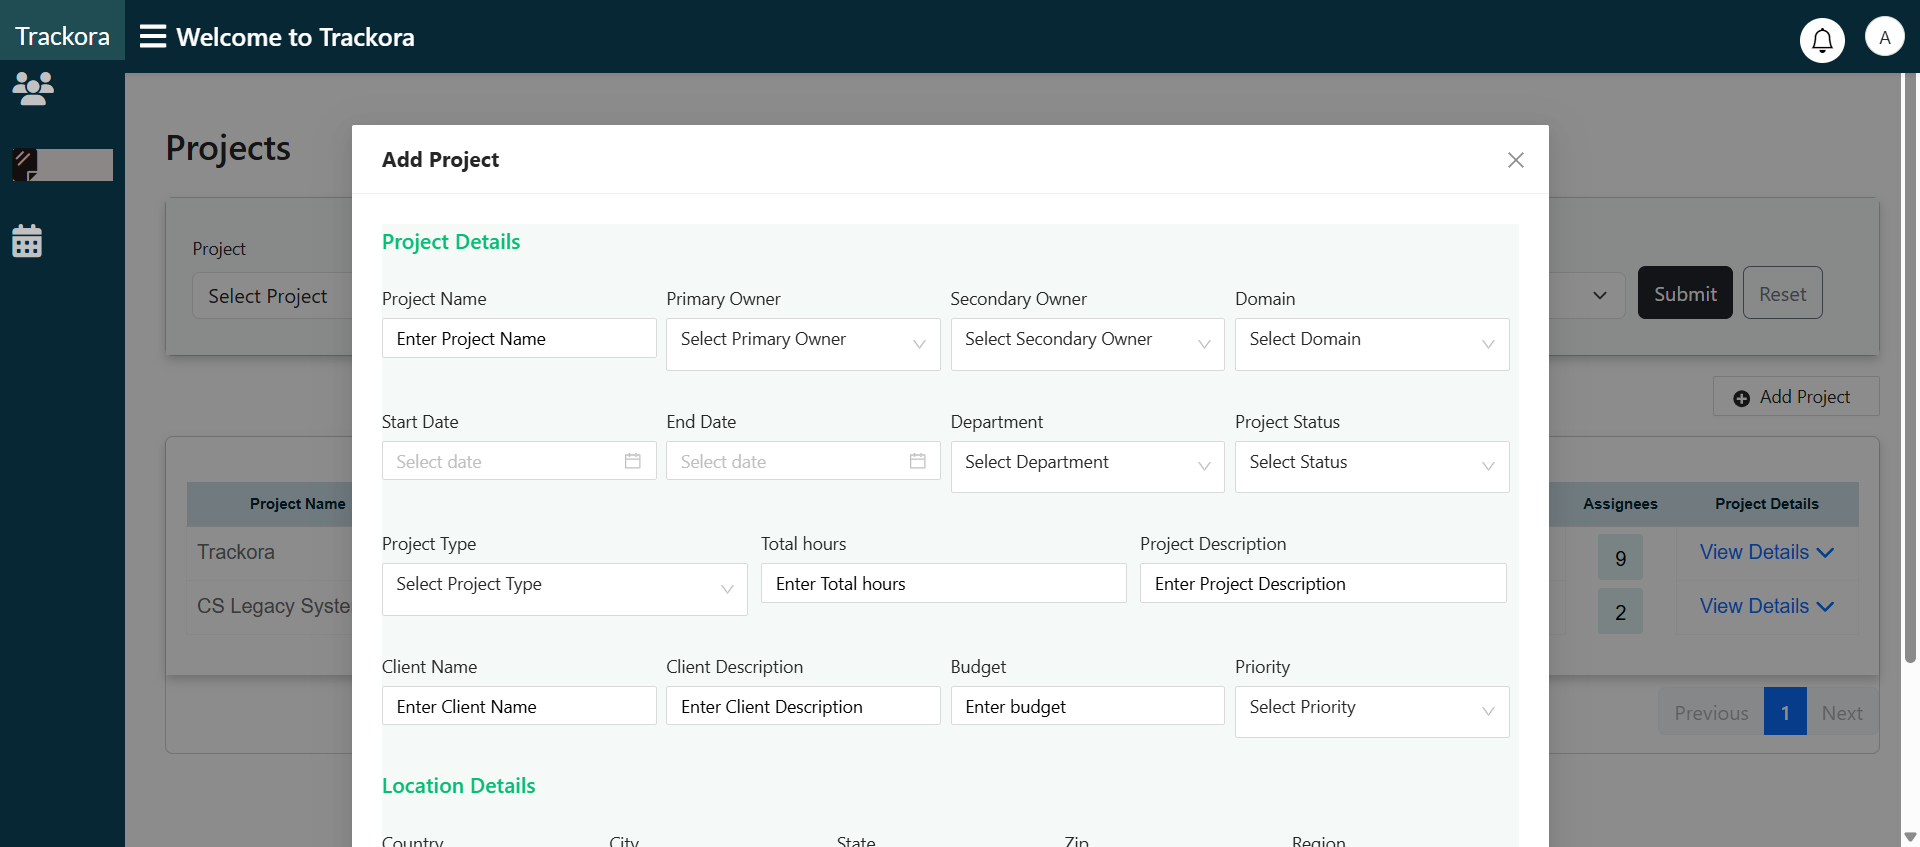 Trackora
Welcome to Trackora
A
Projects
Project
Select Project
Submit
Reset
Add Project
Project Name
Assignees
Project Details
Trackora
9
View Details
CS Legacy Syste
2
View Details
Previous
1
Next
Add Project
Project Details
Project Name
Primary Owner
Secondary Owner
Domain
Enter Project Name
Select Primary Owner
Select Secondary Owner
Select Domain
Start Date
End Date
Department
Project Status
Select date
Select date
Select Department
Select Status
Project Type
Total hours
Project Description
Select Project Type
Enter Total hours
Enter Project Description
Client Name
Client Description
Budget
Priority
Enter Client Name
Enter Client Description
Enter budget
Select Priority
Location Details
Country
City
State
Zip
Region